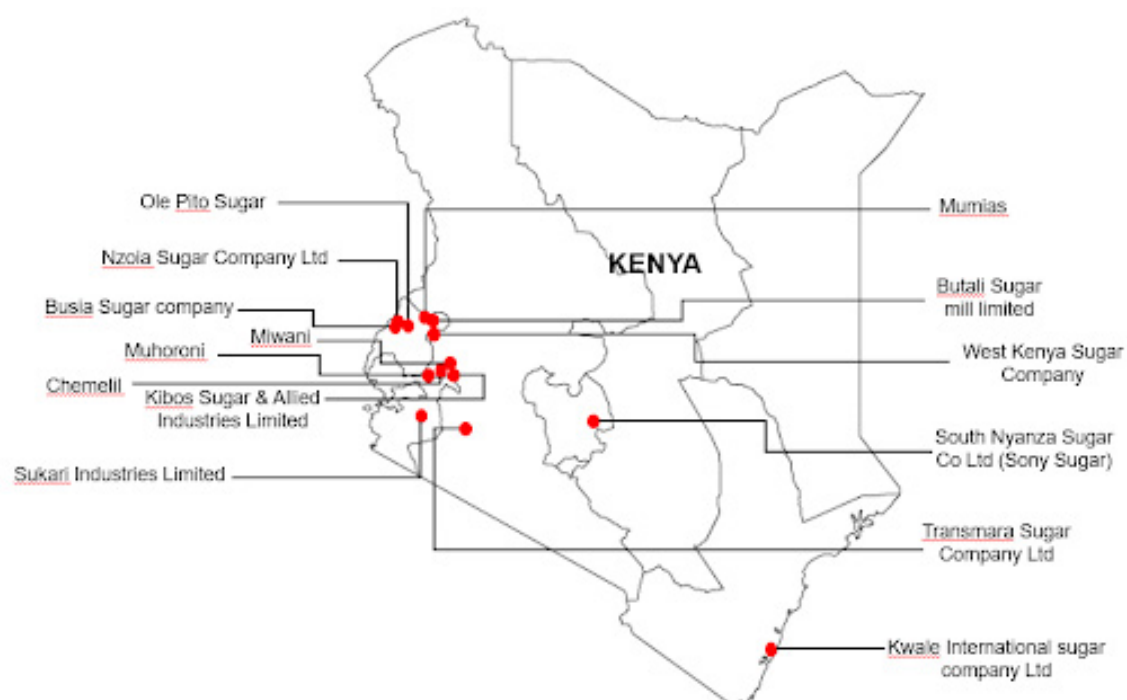 Ole Pito Sugar
Mumias
Nzoia Sugar Company Ltd
KENYA
Busia Sugar company
Butali Sugar
mill limited
Miwani
Muhoroni
West Kenya Sugar
Company
Chemelil
Kibos Sugar & Allied
Industries Limited
South Nyanza Sugar
Co Ltd (Sony Sugar)
Sukari Industries Limited
Transmara Sugar
Company Ltd
Kwale International sugar
company Ltd